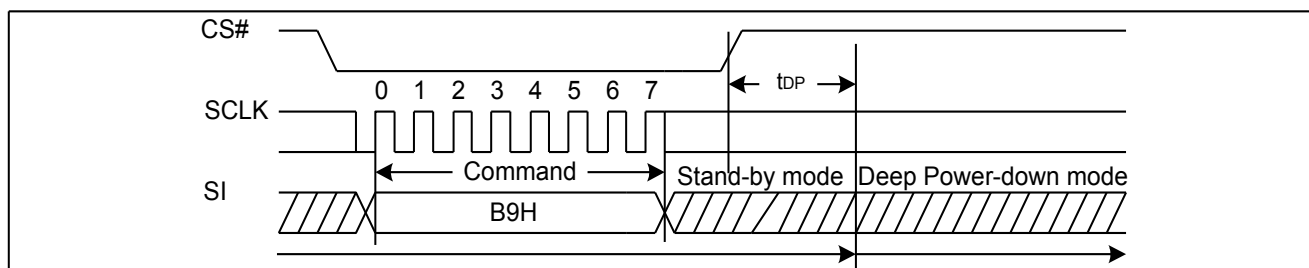 CS#
tDP
0 1 2 3 4 5 6 7
SCLK
Command
Stand-by mode Deep Power-down mode
SI
B9H